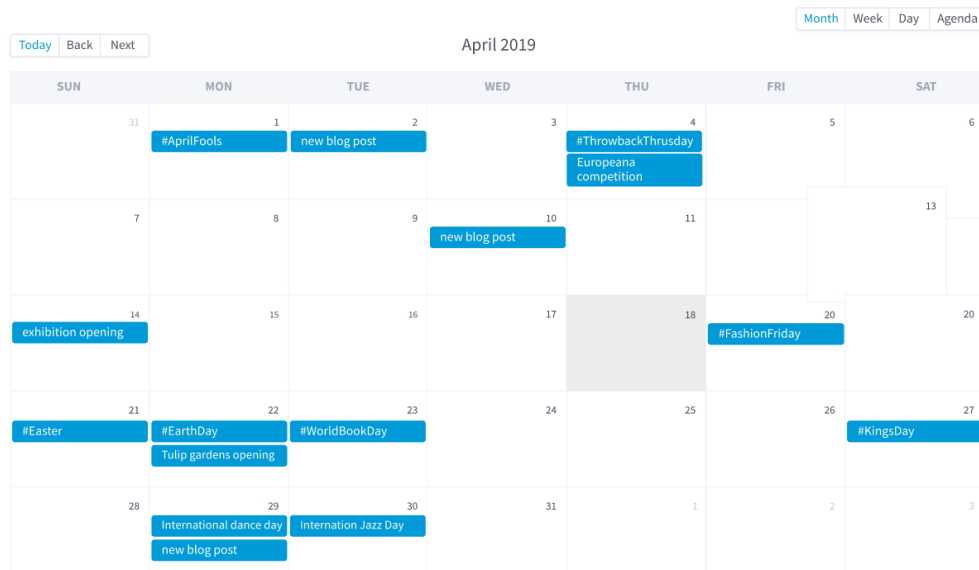 Month Week Day Agenda
Today Back Next
April 2019
SUN MON TUE WED THU FRI SAT
31 1 2 3 4 5 6
#AprilFools new blog post #ThrowbackThrusday
Europeana
competition
13
7 8 9 10 11
new blog post
14 15 16 17 18 20 20
exhibition opening #FashionFriday
21 22 23 24 25 26 27
#Easter #EarthDay #WorldBookDay #KingsDay
Tulip gardens opening
28 29 30 31 1 2 3
International dance day Internation Jazz Day
new blog post